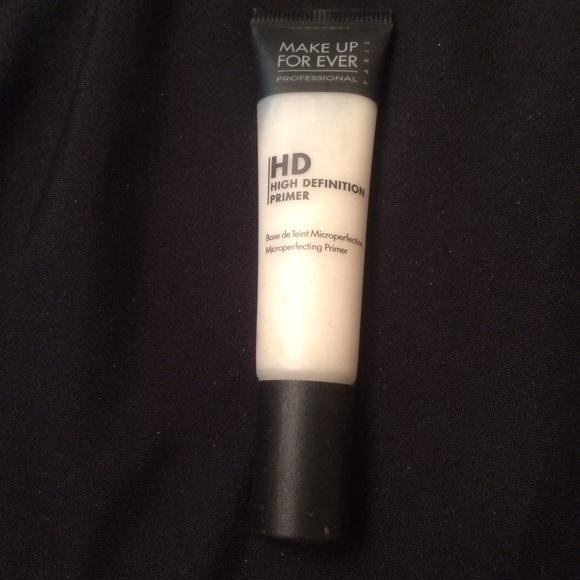 MAKE UP
FOR EVER
PROFESSIONAL
PARIS
HD
HIGH DEFINITION
PRIMER
Base de Teint Microperfection
Microperfecting Primer